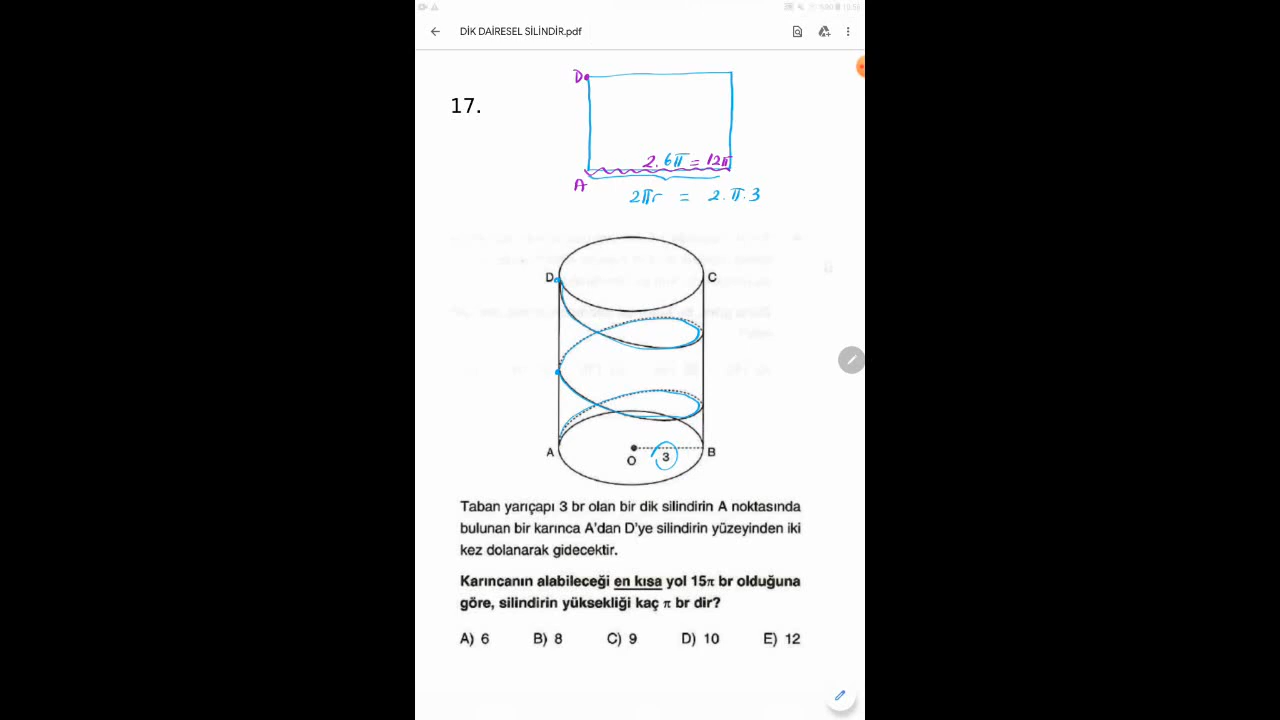 DİK DAİRESEL SİLİNDİR.pdf
D
17.
2.6π = 12π
A
2πr = 2.π.3
D
C
A
O
3
B
Taban yarıçapı 3 br olan bir dik silindirin A noktasında
bulunan bir karınca A'dan D'ye silindirin yüzeyinden iki
kez dolanarak gidecektir.
Karıncanın alabileceği en kısa yol 15π br olduğuna
göre, silindirin yüksekliği kaç π br dir?
A) 6 B) 8 C) 9 D) 10 E) 12